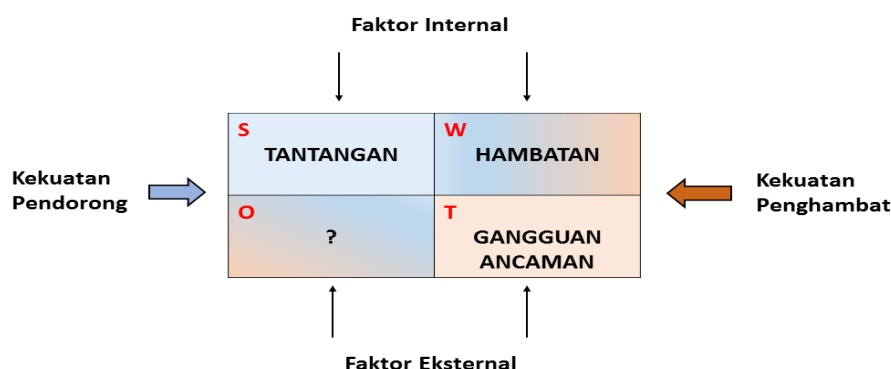 Faktor Internal
S
W
TANTANGAN
HAMBATAN
Kekuatan
Pendorong
Kekuatan
Penghambat
O
T
?
GANGGUAN
ANCAMAN
Faktor Eksternal